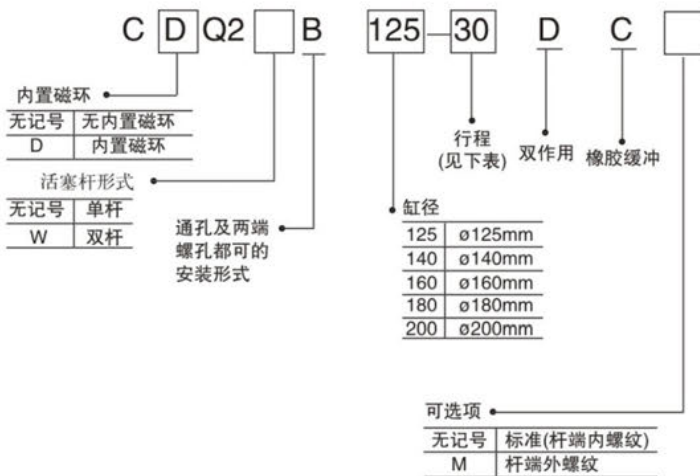 C D Q2 B 125-30 D C
内置磁环
无记号 无内置磁环
D 内置磁环
活塞杆形式
无记号 单杆
W 双杆
通孔及两端
螺孔都可的
安装形式
行程
(见下表)
双作用
橡胶缓冲
缸径
125 ø125mm
140 ø140mm
160 ø160mm
180 ø180mm
200 ø200mm
可选项
无记号 标准(杆端内螺纹)
M 杆端外螺纹